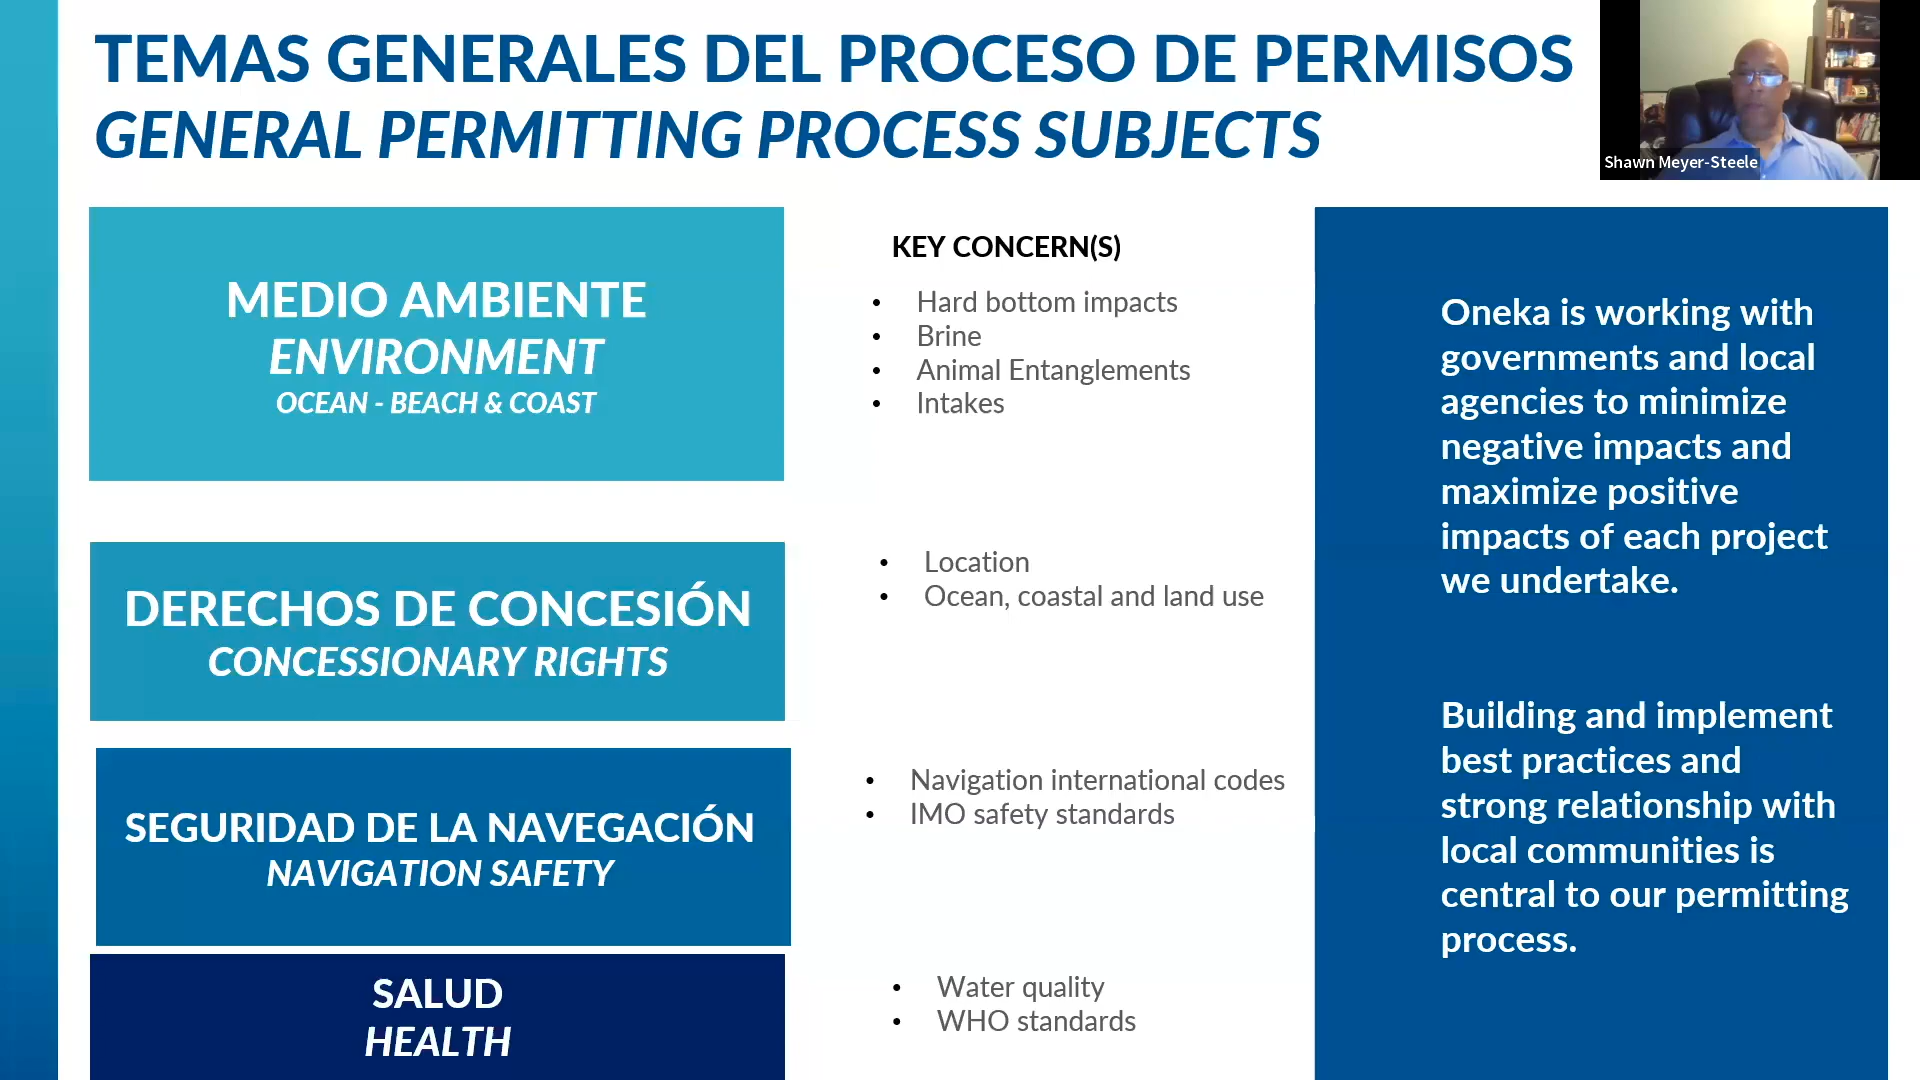 TEMAS GENERALES DEL PROCESO DE PERMISOS
GENERAL PERMITTING PROCESS SUBJECTS
Shawn Meyer-Steele
MEDIO AMBIENTE
ENVIRONMENT
OCEAN - BEACH & COAST
KEY CONCERN(S)
• Hard bottom impacts
• Brine
• Animal Entanglements
• Intakes
DERECHOS DE CONCESIÓN
CONCESSIONARY RIGHTS
• Location
• Ocean, coastal and land use
SEGURIDAD DE LA NAVEGACIÓN
NAVIGATION SAFETY
• Navigation international codes
• IMO safety standards
SALUD
HEALTH
• Water quality
• WHO standards
Oneka is working with
governments and local
agencies to minimize
negative impacts and
maximize positive
impacts of each project
we undertake.
Building and implement
best practices and
strong relationship with
local communities is
central to our permitting
process.